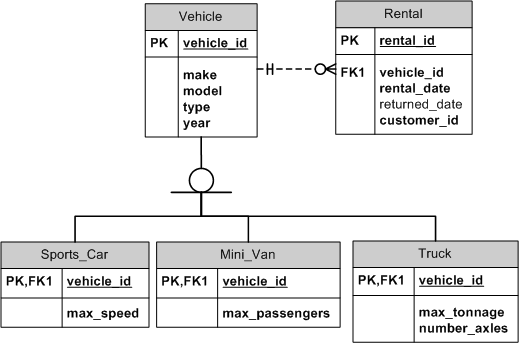 Vehicle
PK vehicle_id
make
model
type
year
Rental
PK rental_id
FK1 vehicle_id
rental_date
returned_date
customer_id
Sports_Car
PK,FK1 vehicle_id
max_speed
Mini_Van
PK,FK1 vehicle_id
max_passengers
Truck
PK,FK1 vehicle_id
max_tonnage
number_axles